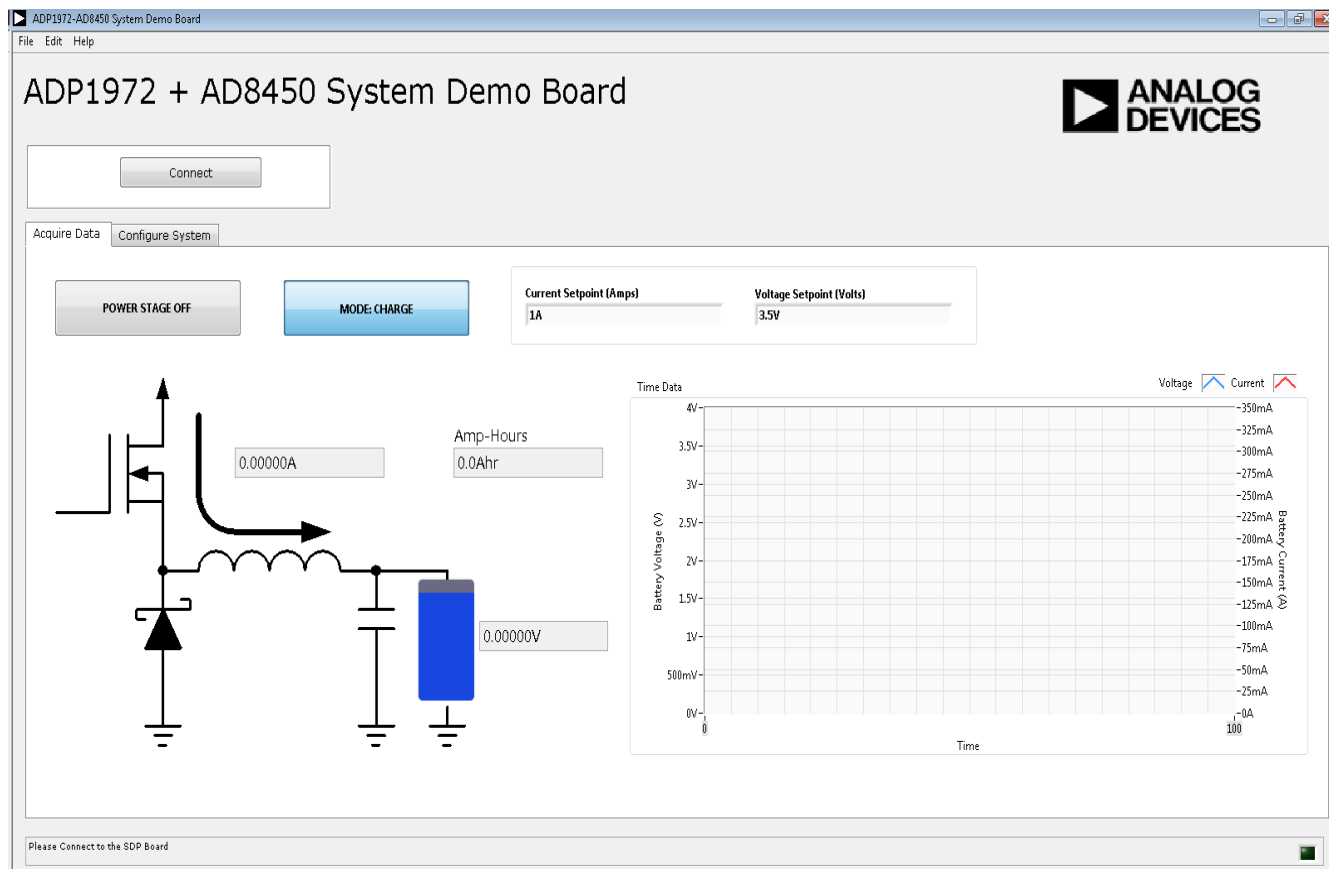 ADP1972-AD8450 System Demo Board
File Edit Help
ADP1972 + AD8450 System Demo Board
ANALOG
DEVICES
Connect
Acquire Data
Configure System
POWER STAGE OFF
MODE: CHARGE
Current Setpoint (Amps)
1A
Voltage Setpoint (Volts)
3.5V
0.00000A
Amp-Hours
0.0Ahr
0.00000V
Time Data
Voltage
Current
4V
3.5V
3V
2.5V
2V
1.5V
1V
500mV
0V
Battery Voltage (V)
350mA
325mA
300mA
275mA
250mA
225mA
200mA
175mA
150mA
125mA
100mA
75mA
50mA
25mA
0A
Battery Current (A)
0
100
Time
Please Connect to the SDP Board